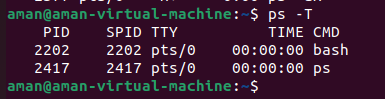 aman@aman-virtual-machine:~$ ps -T
    PID    SPID TTY          TIME CMD
   2202    2202 pts/0    00:00:00 bash
   2417    2417 pts/0    00:00:00 ps
aman@aman-virtual-machine:~$